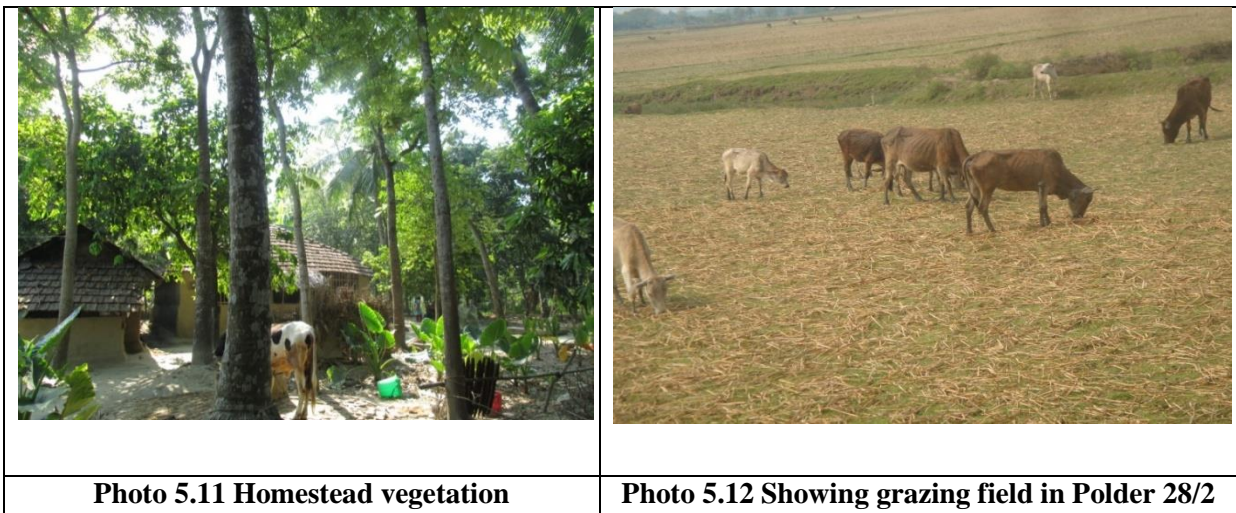 Photo 5.11 Homestead vegetation
Photo 5.12 Showing grazing field in Polder 28/2